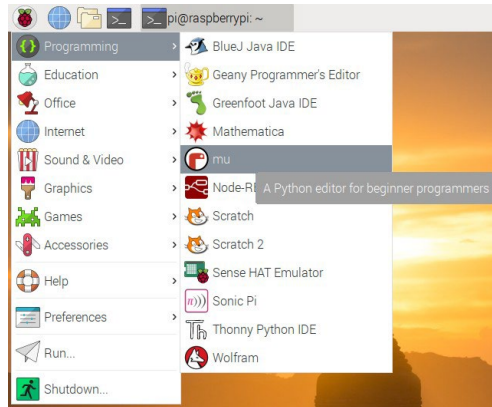 pi@raspberrypi: ~
Programming
Education
Office
Internet
Sound & Video
Graphics
Games
Accessories
Help
Preferences
Run...
Shutdown...
BlueJ Java IDE
Geany Programmer's Editor
Greenfoot Java IDE
Mathematica
mu
Node-RE
A Python editor for beginner programmers
Scratch
Scratch 2
Sense HAT Emulator
Sonic Pi
Thonny Python IDE
Wolfram